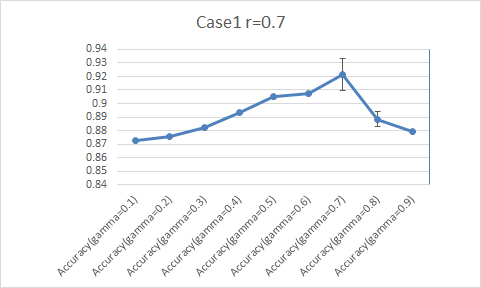 Case1 r=0.7
0.94
0.93
0.92
0.91
0.9
0.89
0.88
0.87
0.86
0.85
0.84
Accuracy(gamma=0.1)
Accuracy(gamma=0.2)
Accuracy(gamma=0.3)
Accuracy(gamma=0.4)
Accuracy(gamma=0.5)
Accuracy(gamma=0.6)
Accuracy(gamma=0.7)
Accuracy(gamma=0.8)
Accuracy(gamma=0.9)